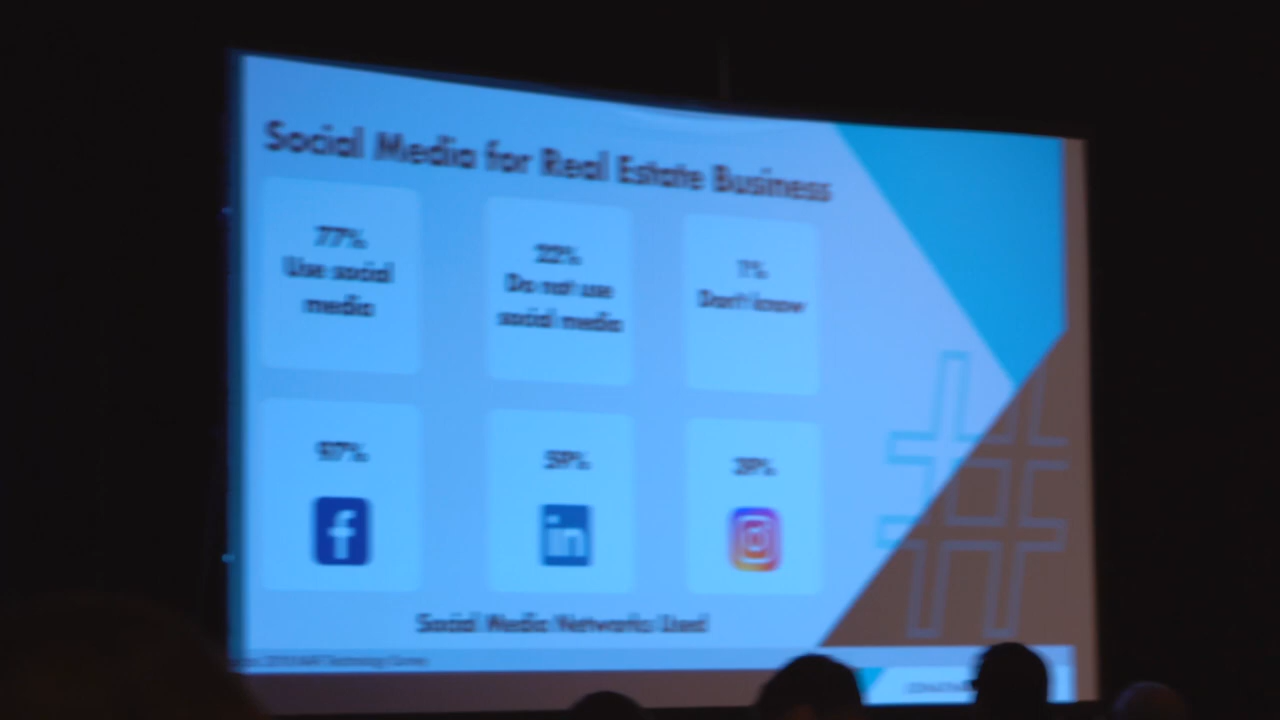 Social Media for Real Estate Business
77%
Use social
media
22%
Do not use
social media
1%
Don't know
97%
59%
39%
f
in
Social Media Networks Used